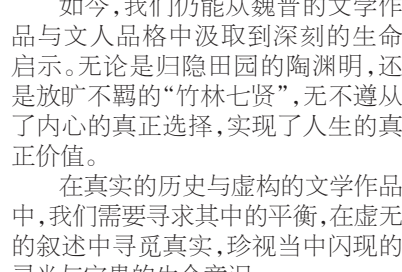 如今,我们仍能从魏晋的文学作
品与文人品格中汲取到深刻的生命
启示。无论是归隐田园的陶渊明,还
是放旷不羁的“竹林七贤”,无不遵从
了内心的真正选择,实现了人生的真
正价值。
在真实的历史与虚构的文学作品
中,我们需要寻求其中的平衡,在虚无
的叙述中寻觅真实,珍视当中闪现的